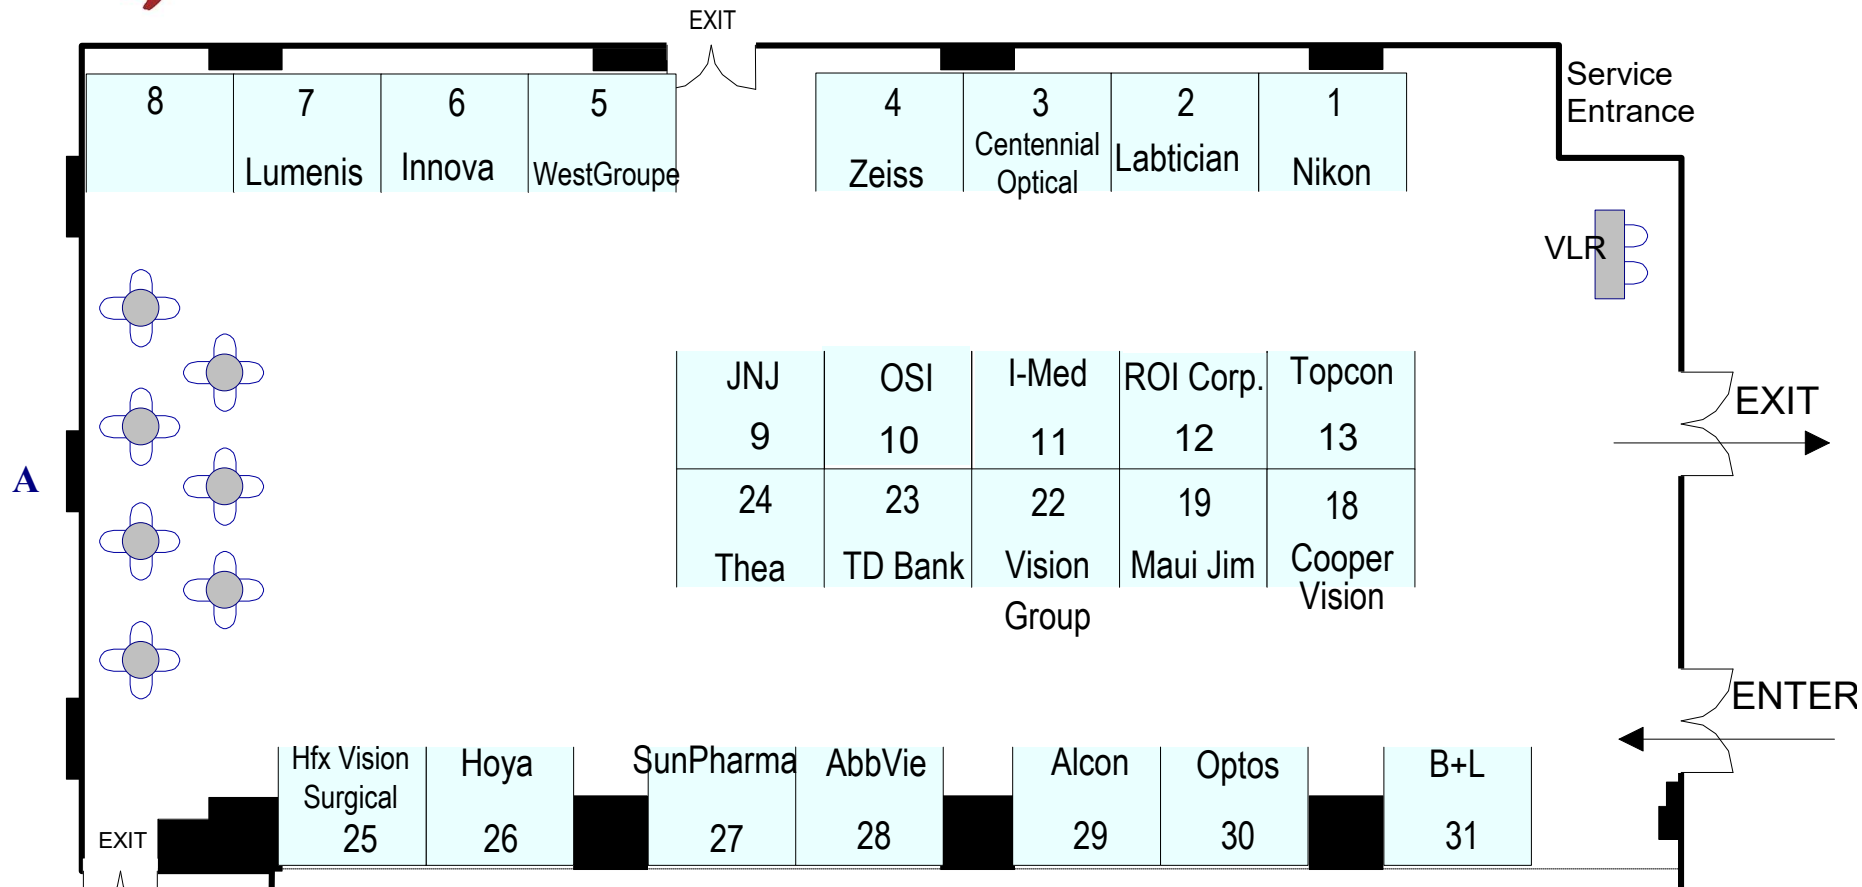 EXIT
Service
Entrance
8
7
6
5
4
3
2
1
Lumenis
Innova
WestGroupe
Zeiss
Centennial
Optical
Labtician
Nikon
VLR
JNJ
OSI
I-Med
ROI Corp.
Topcon
9
10
11
12
13
EXIT
A
24
23
22
19
18
Thea
TD Bank
Vision
Group
Maui Jim
Cooper
Vision
ENTER
Hfx Vision
Surgical
25
Hoya
26
SunPharma
27
AbbVie
28
Alcon
29
Optos
30
B+L
31
EXIT